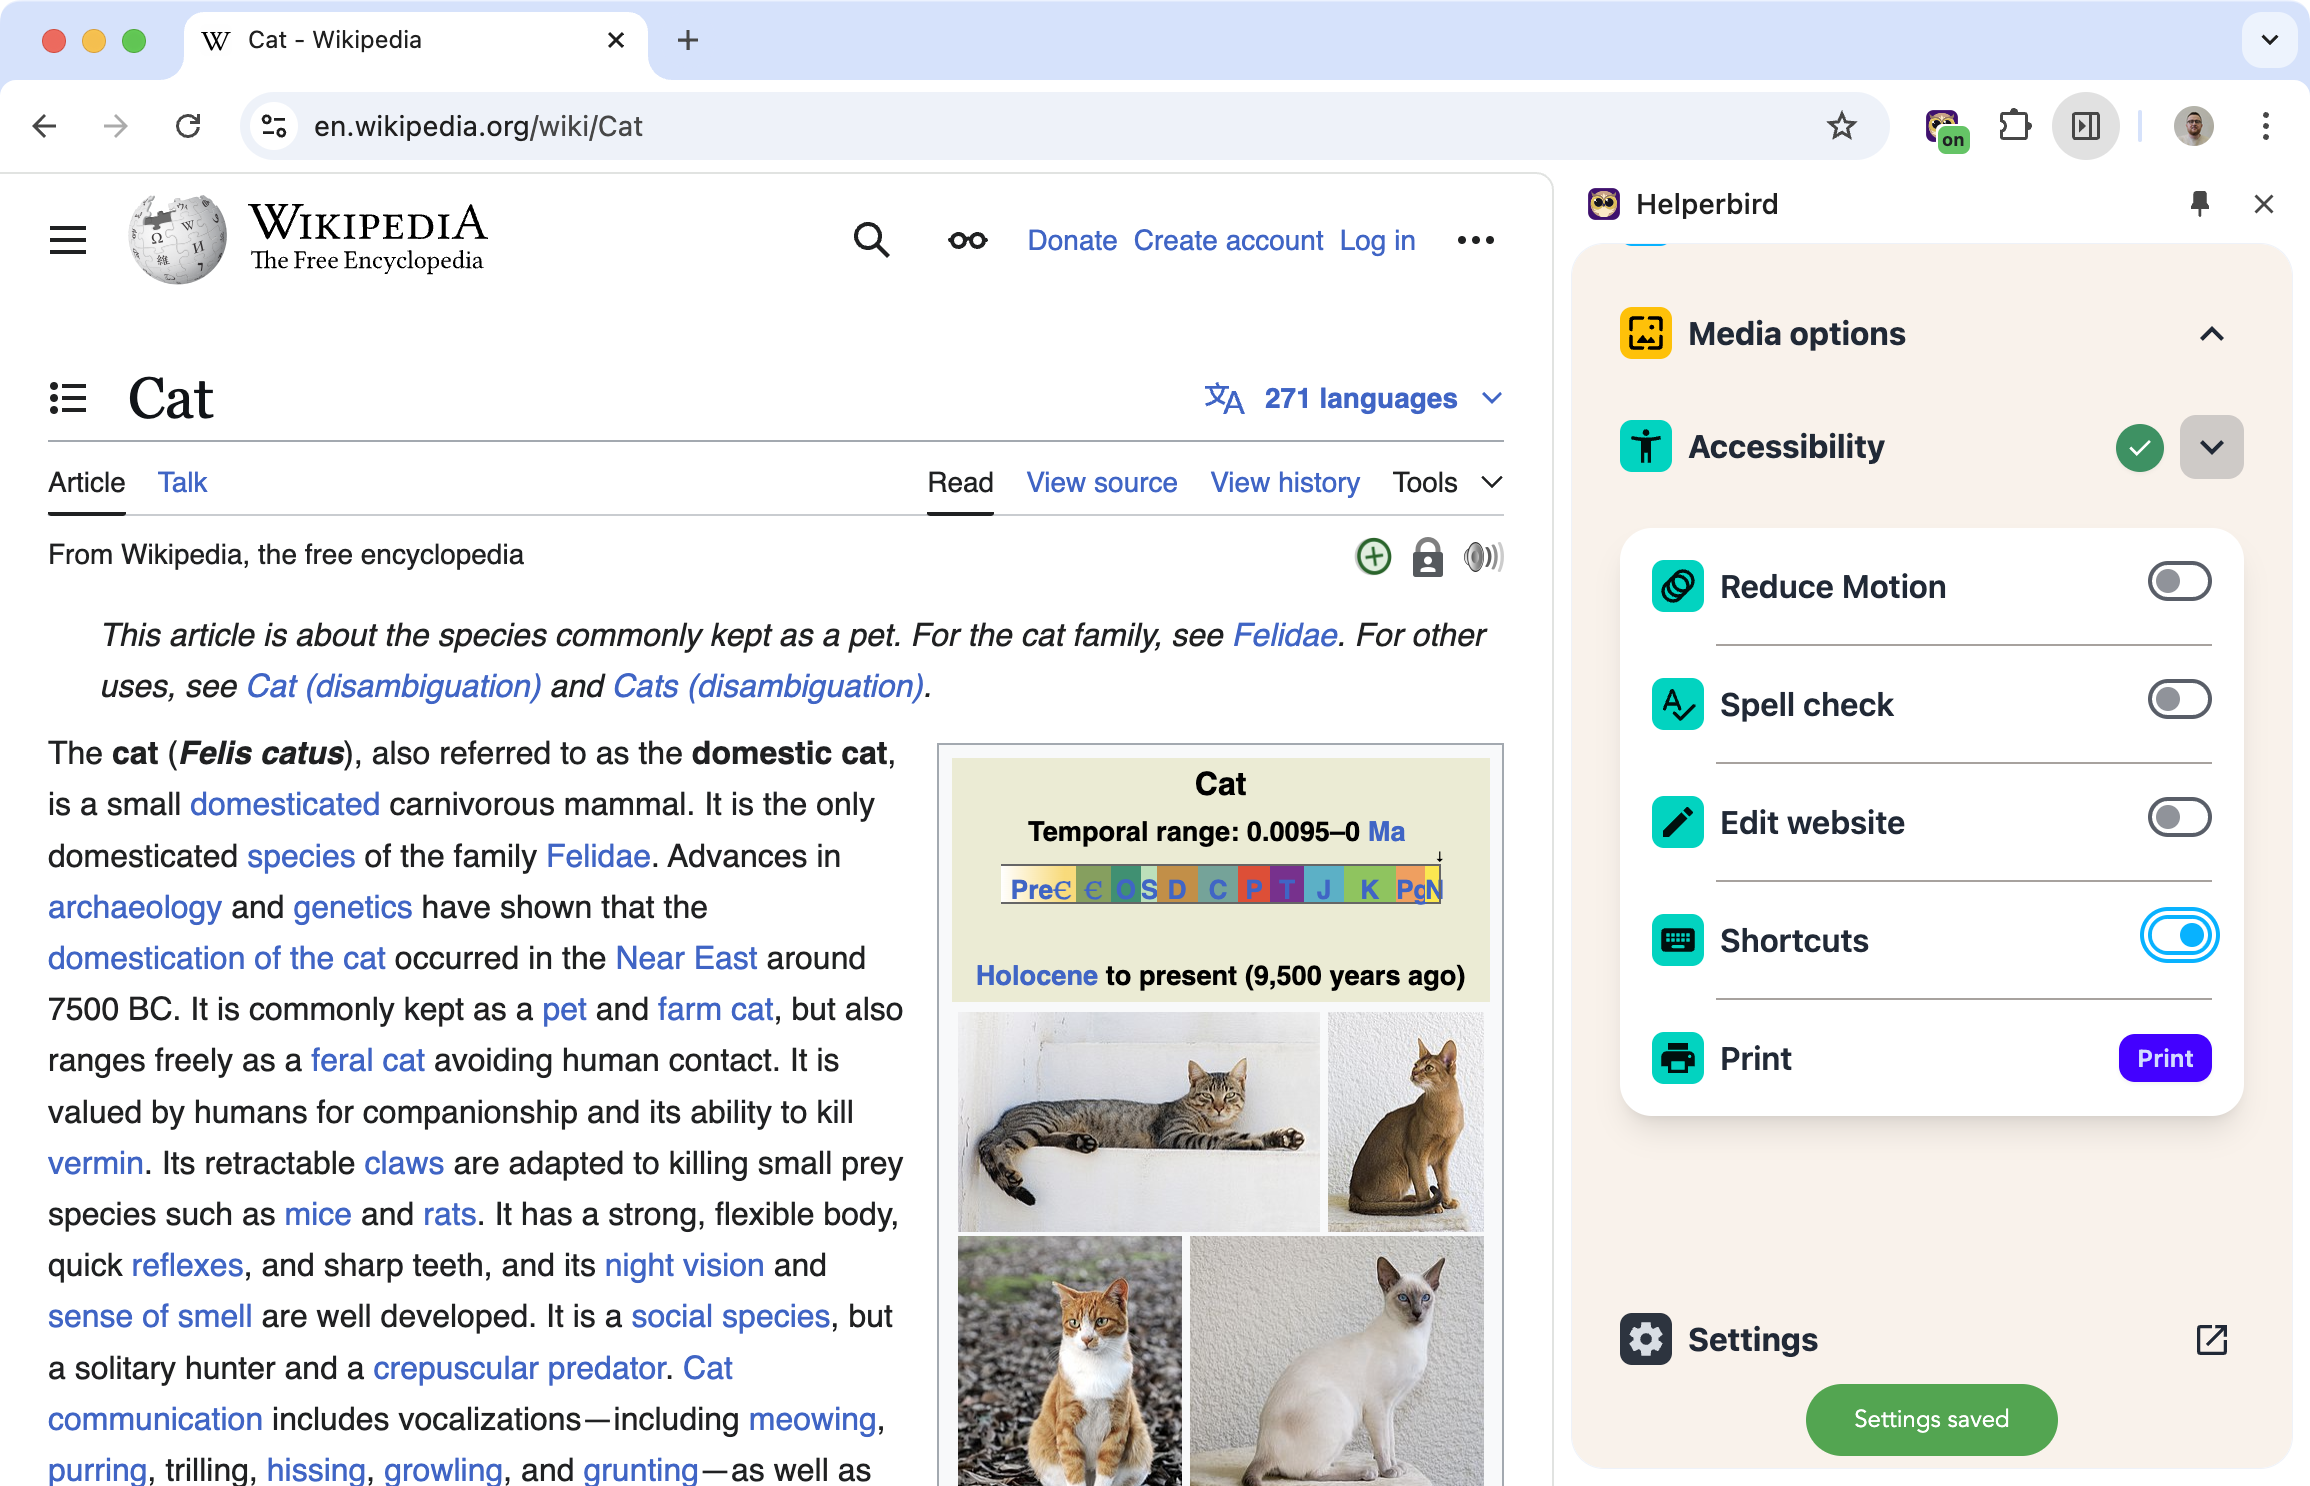 Cat - Wikipedia
en.wikipedia.org/wiki/Cat
on
WIKIPEDIA
The Free Encyclopedia
Donate Create account Log in
Cat
271 languages
Article Talk Read View source View history Tools
From Wikipedia, the free encyclopedia
This article is about the species commonly kept as a pet. For the cat family, see Felidae. For other
uses, see Cat (disambiguation) and Cats (disambiguation).
The cat (Felis catus), also referred to as the domestic cat,
is a small domesticated carnivorous mammal. It is the only
domesticated species of the family Felidae. Advances in
archaeology and genetics have shown that the
domestication of the cat occurred in the Near East around
7500 BC. It is commonly kept as a pet and farm cat, but also
ranges freely as a feral cat avoiding human contact. It is
valued by humans for companionship and its ability to kill
vermin. Its retractable claws are adapted to killing small prey
species such as mice and rats. It has a strong, flexible body,
quick reflexes, and sharp teeth, and its night vision and
sense of smell are well developed. It is a social species, but
a solitary hunter and a crepuscular predator. Cat
communication includes vocalizations—including meowing,
purring, trilling, hissing, growling, and grunting—as well as
Cat
Temporal range: 0.0095–0 Ma
↓
Pre€ € O S D C P T J K Pg N
Holocene to present (9,500 years ago)
Helperbird
Media options
Accessibility
Reduce Motion
Spell check
Edit website
Shortcuts
Print Print
Settings
Settings saved